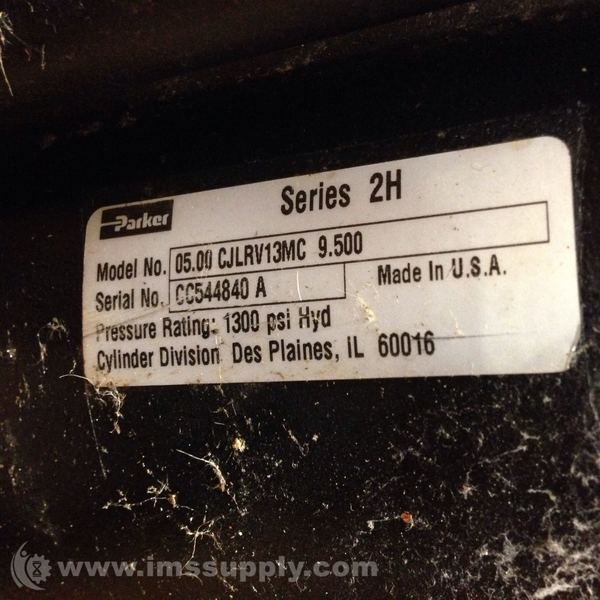 Parker
Series 2H
Model No. 05.00 CJLRV13MC 9.500
Serial No. CC544840 A
Made In U.S.A.
Pressure Rating: 1300 psi Hyd
Cylinder Division Des Plaines, IL 60016
www.imssupply.com